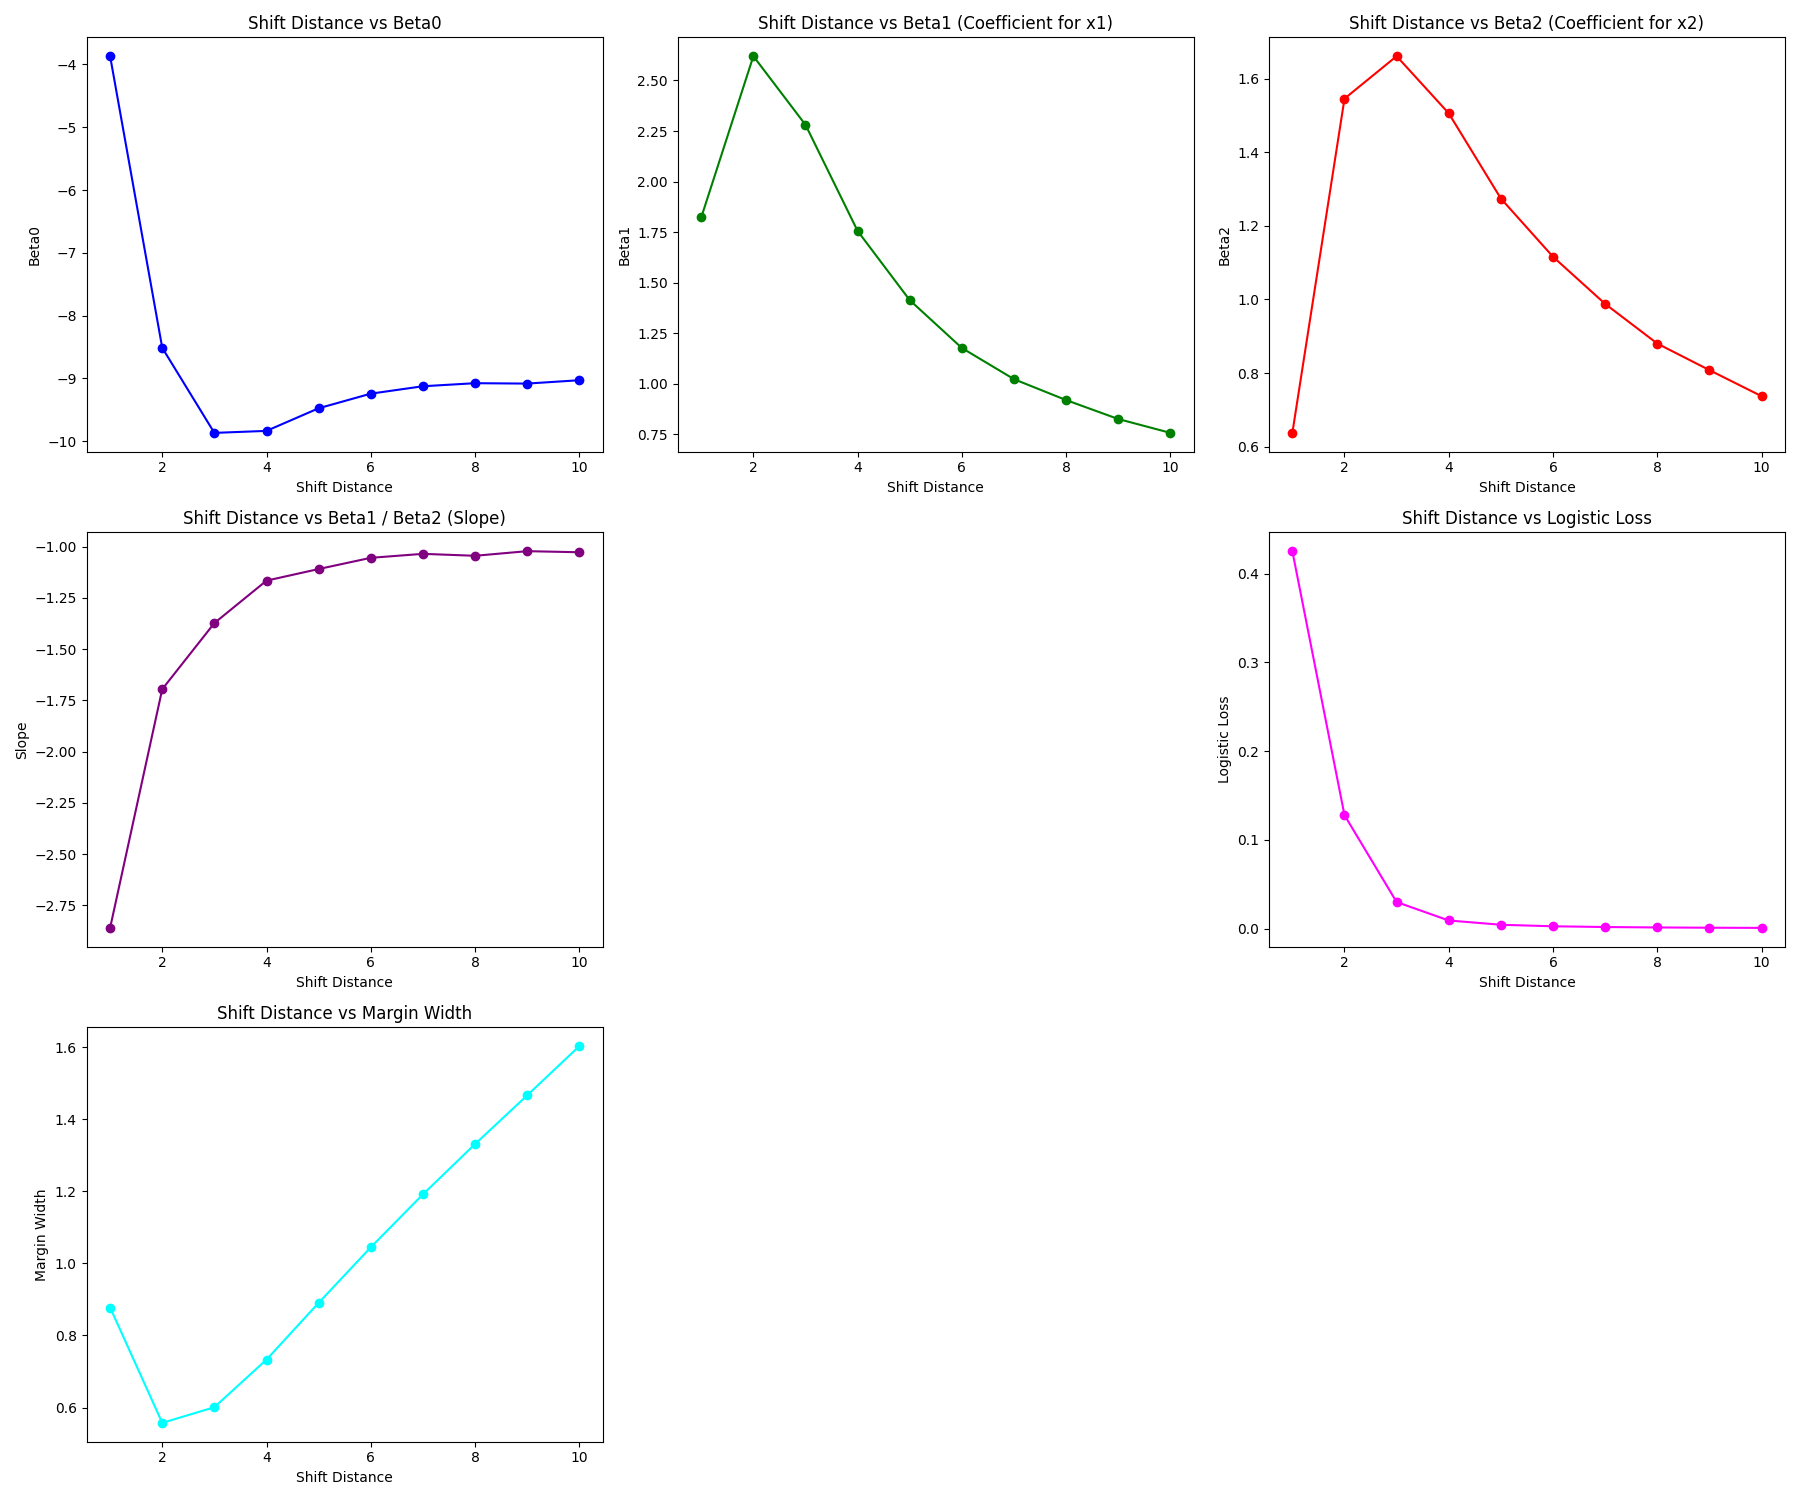 Shift Distance vs Beta0
−4
−5
−6
−7
−8
−9
−10
Beta0
2 4 6 8 10
Shift Distance
Shift Distance vs Beta1 (Coefficient for x1)
2.50
2.25
2.00
1.75
1.50
1.25
1.00
0.75
Beta1
2 4 6 8 10
Shift Distance
Shift Distance vs Beta2 (Coefficient for x2)
1.6
1.4
1.2
1.0
0.8
0.6
Beta2
2 4 6 8 10
Shift Distance
Shift Distance vs Beta1 / Beta2 (Slope)
−1.00
−1.25
−1.50
−1.75
−2.00
−2.25
−2.50
−2.75
Slope
2 4 6 8 10
Shift Distance
Shift Distance vs Logistic Loss
0.4
0.3
0.2
0.1
0.0
Logistic Loss
2 4 6 8 10
Shift Distance
Shift Distance vs Margin Width
1.6
1.4
1.2
1.0
0.8
0.6
Margin Width
2 4 6 8 10
Shift Distance